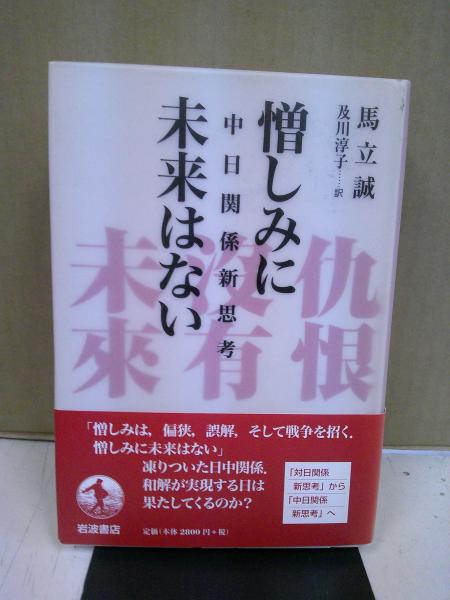 馬立誠
及川淳子……訳
憎しみに
未来はない
中日関係新思考
仇恨
沒有
未來
「憎しみは，偏狭，誤解，そして戦争を招く．
憎しみに未来はない」
凍りついた日中関係．
和解が実現する日は
果たしてくるのか？
「対日関係
新思考」から
「中日関係
新思考」へ
岩波書店
定価（本体 2800 円＋税）